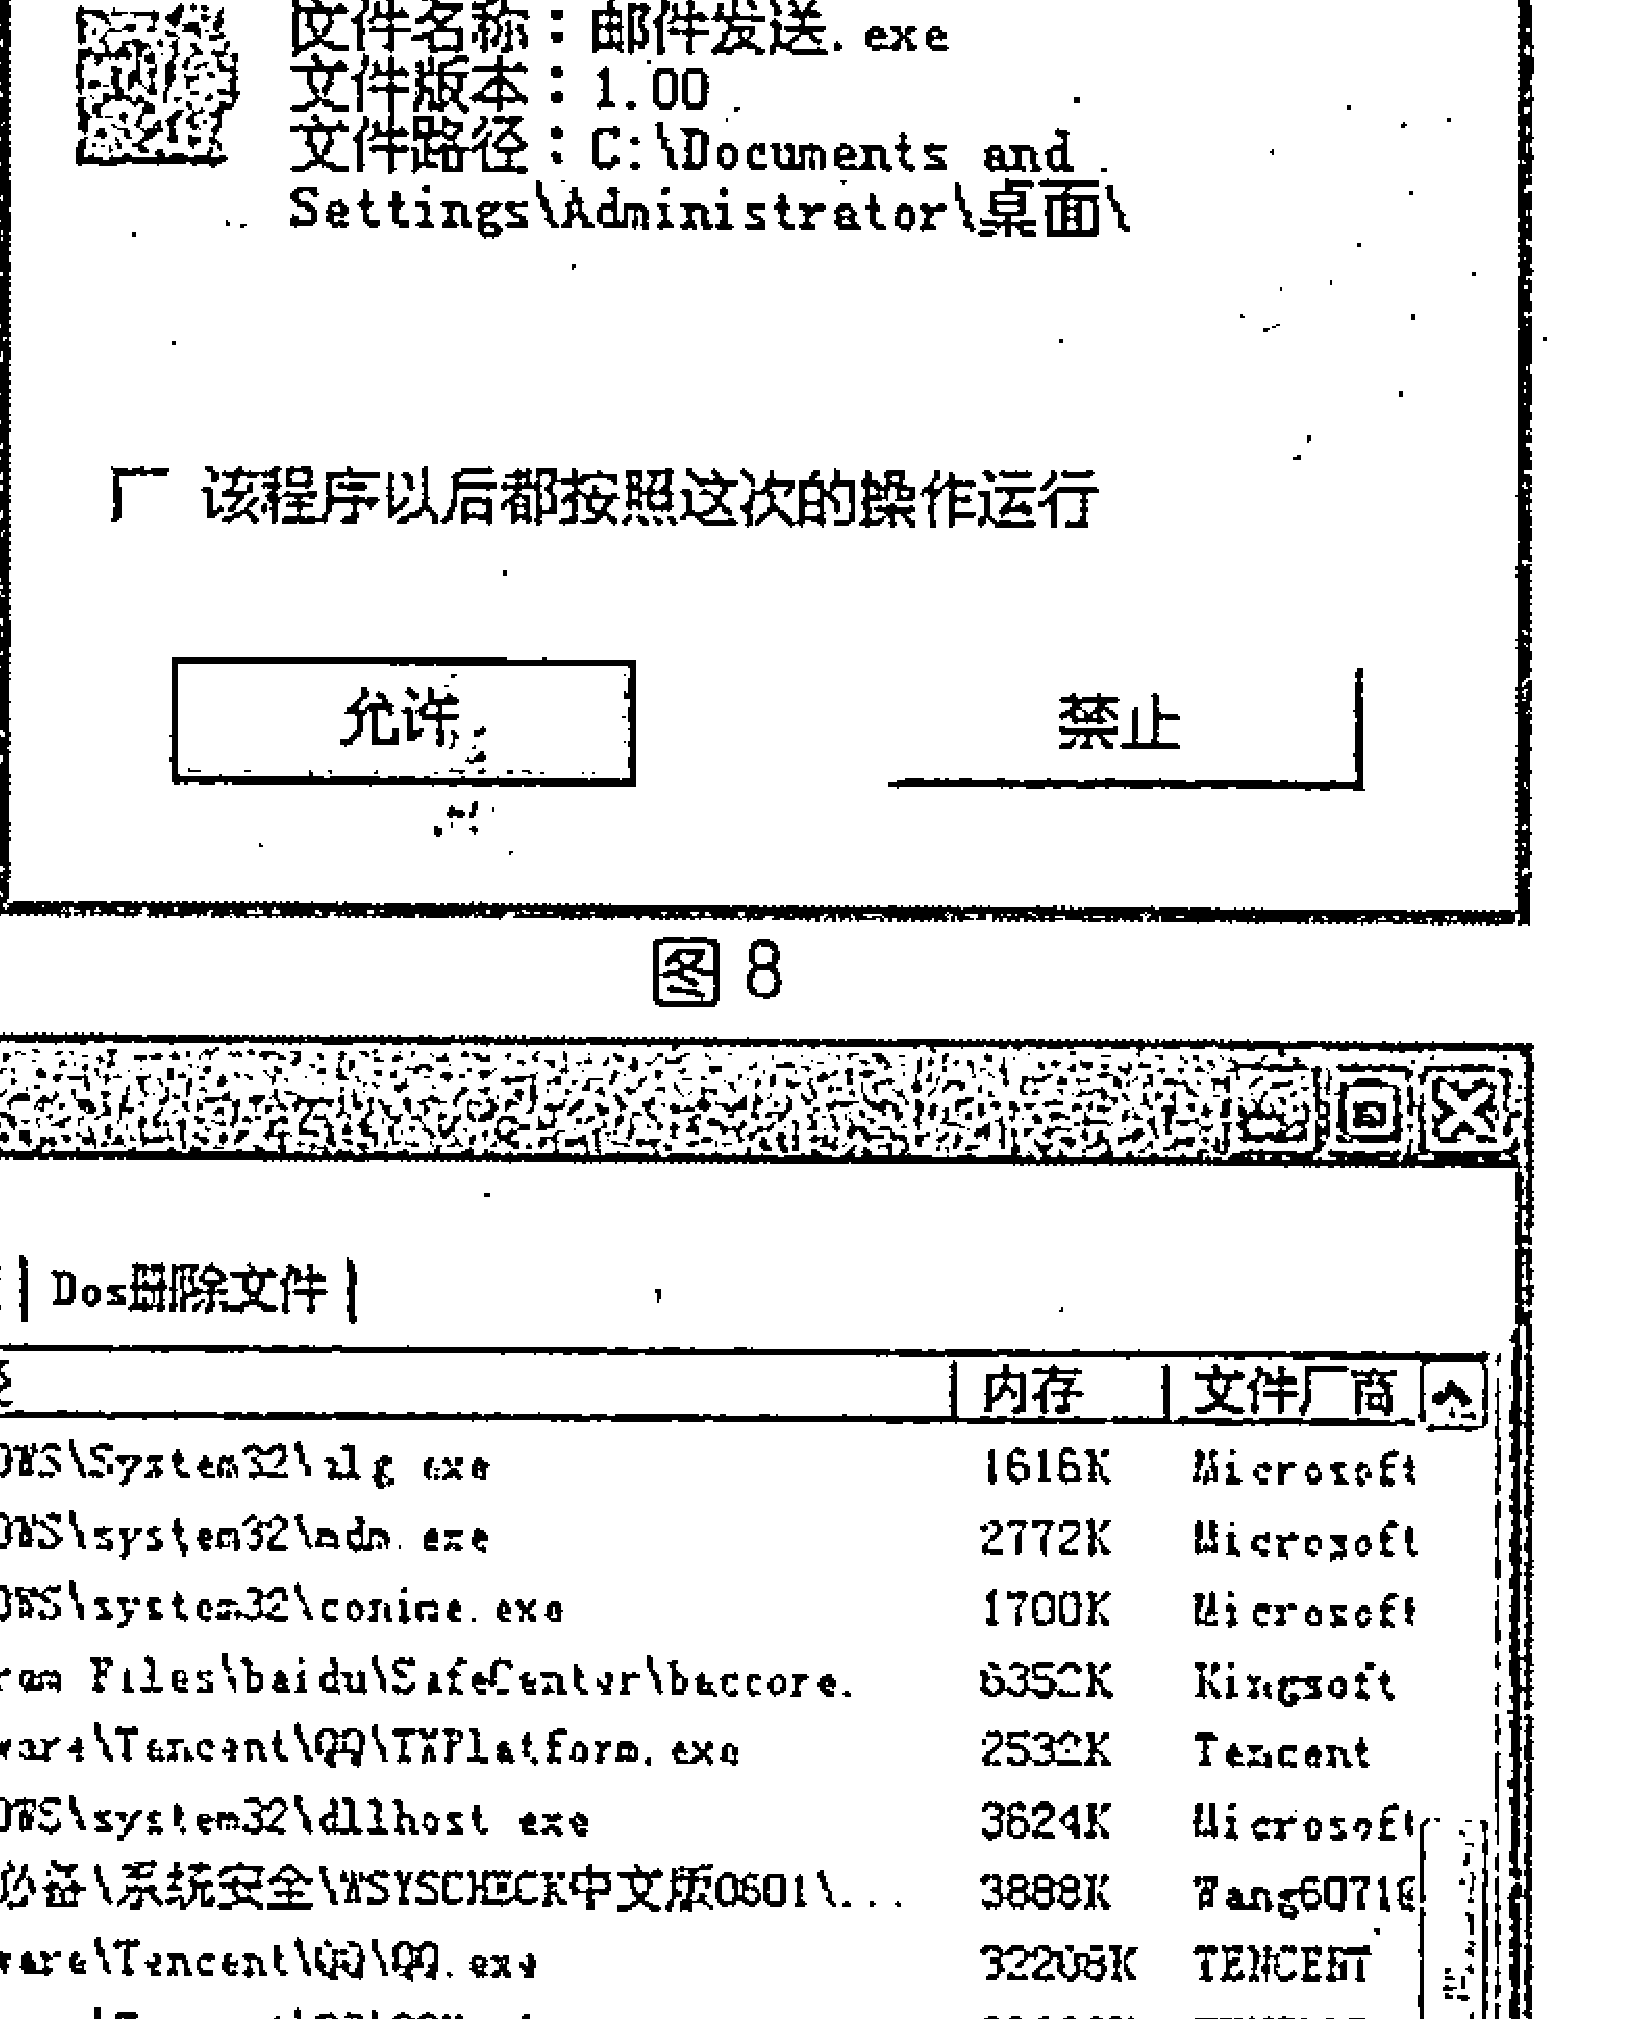 文件名称：邮件发送.exe
文件版本：1.00
文件路径：C:\Documents and
Settings\Administrator\桌面\
该程序以后都按照这次的操作运行
允许
禁止
图 8
Dos删除文件
内存 文件厂商
OWS\System32\alg.exe 1616K Microsoft
OWS\system32\mdm.exe 2772K Microsoft
OWS\system32\conime.exe 1700K Microsoft
ram Files\baidu\SafeCenter\baccore. 6352K Kingsoft
ware\Tencent\QQ\TXPlatform.exe 2532K Tencent
OWS\system32\dllhost.exe 3624K Microsoft
必备\系统安全\WSYSCHECK中文版0601\... 3888K Wang6071@
ware\Tencent\QQ\QQ.exe 32208K TENCENT